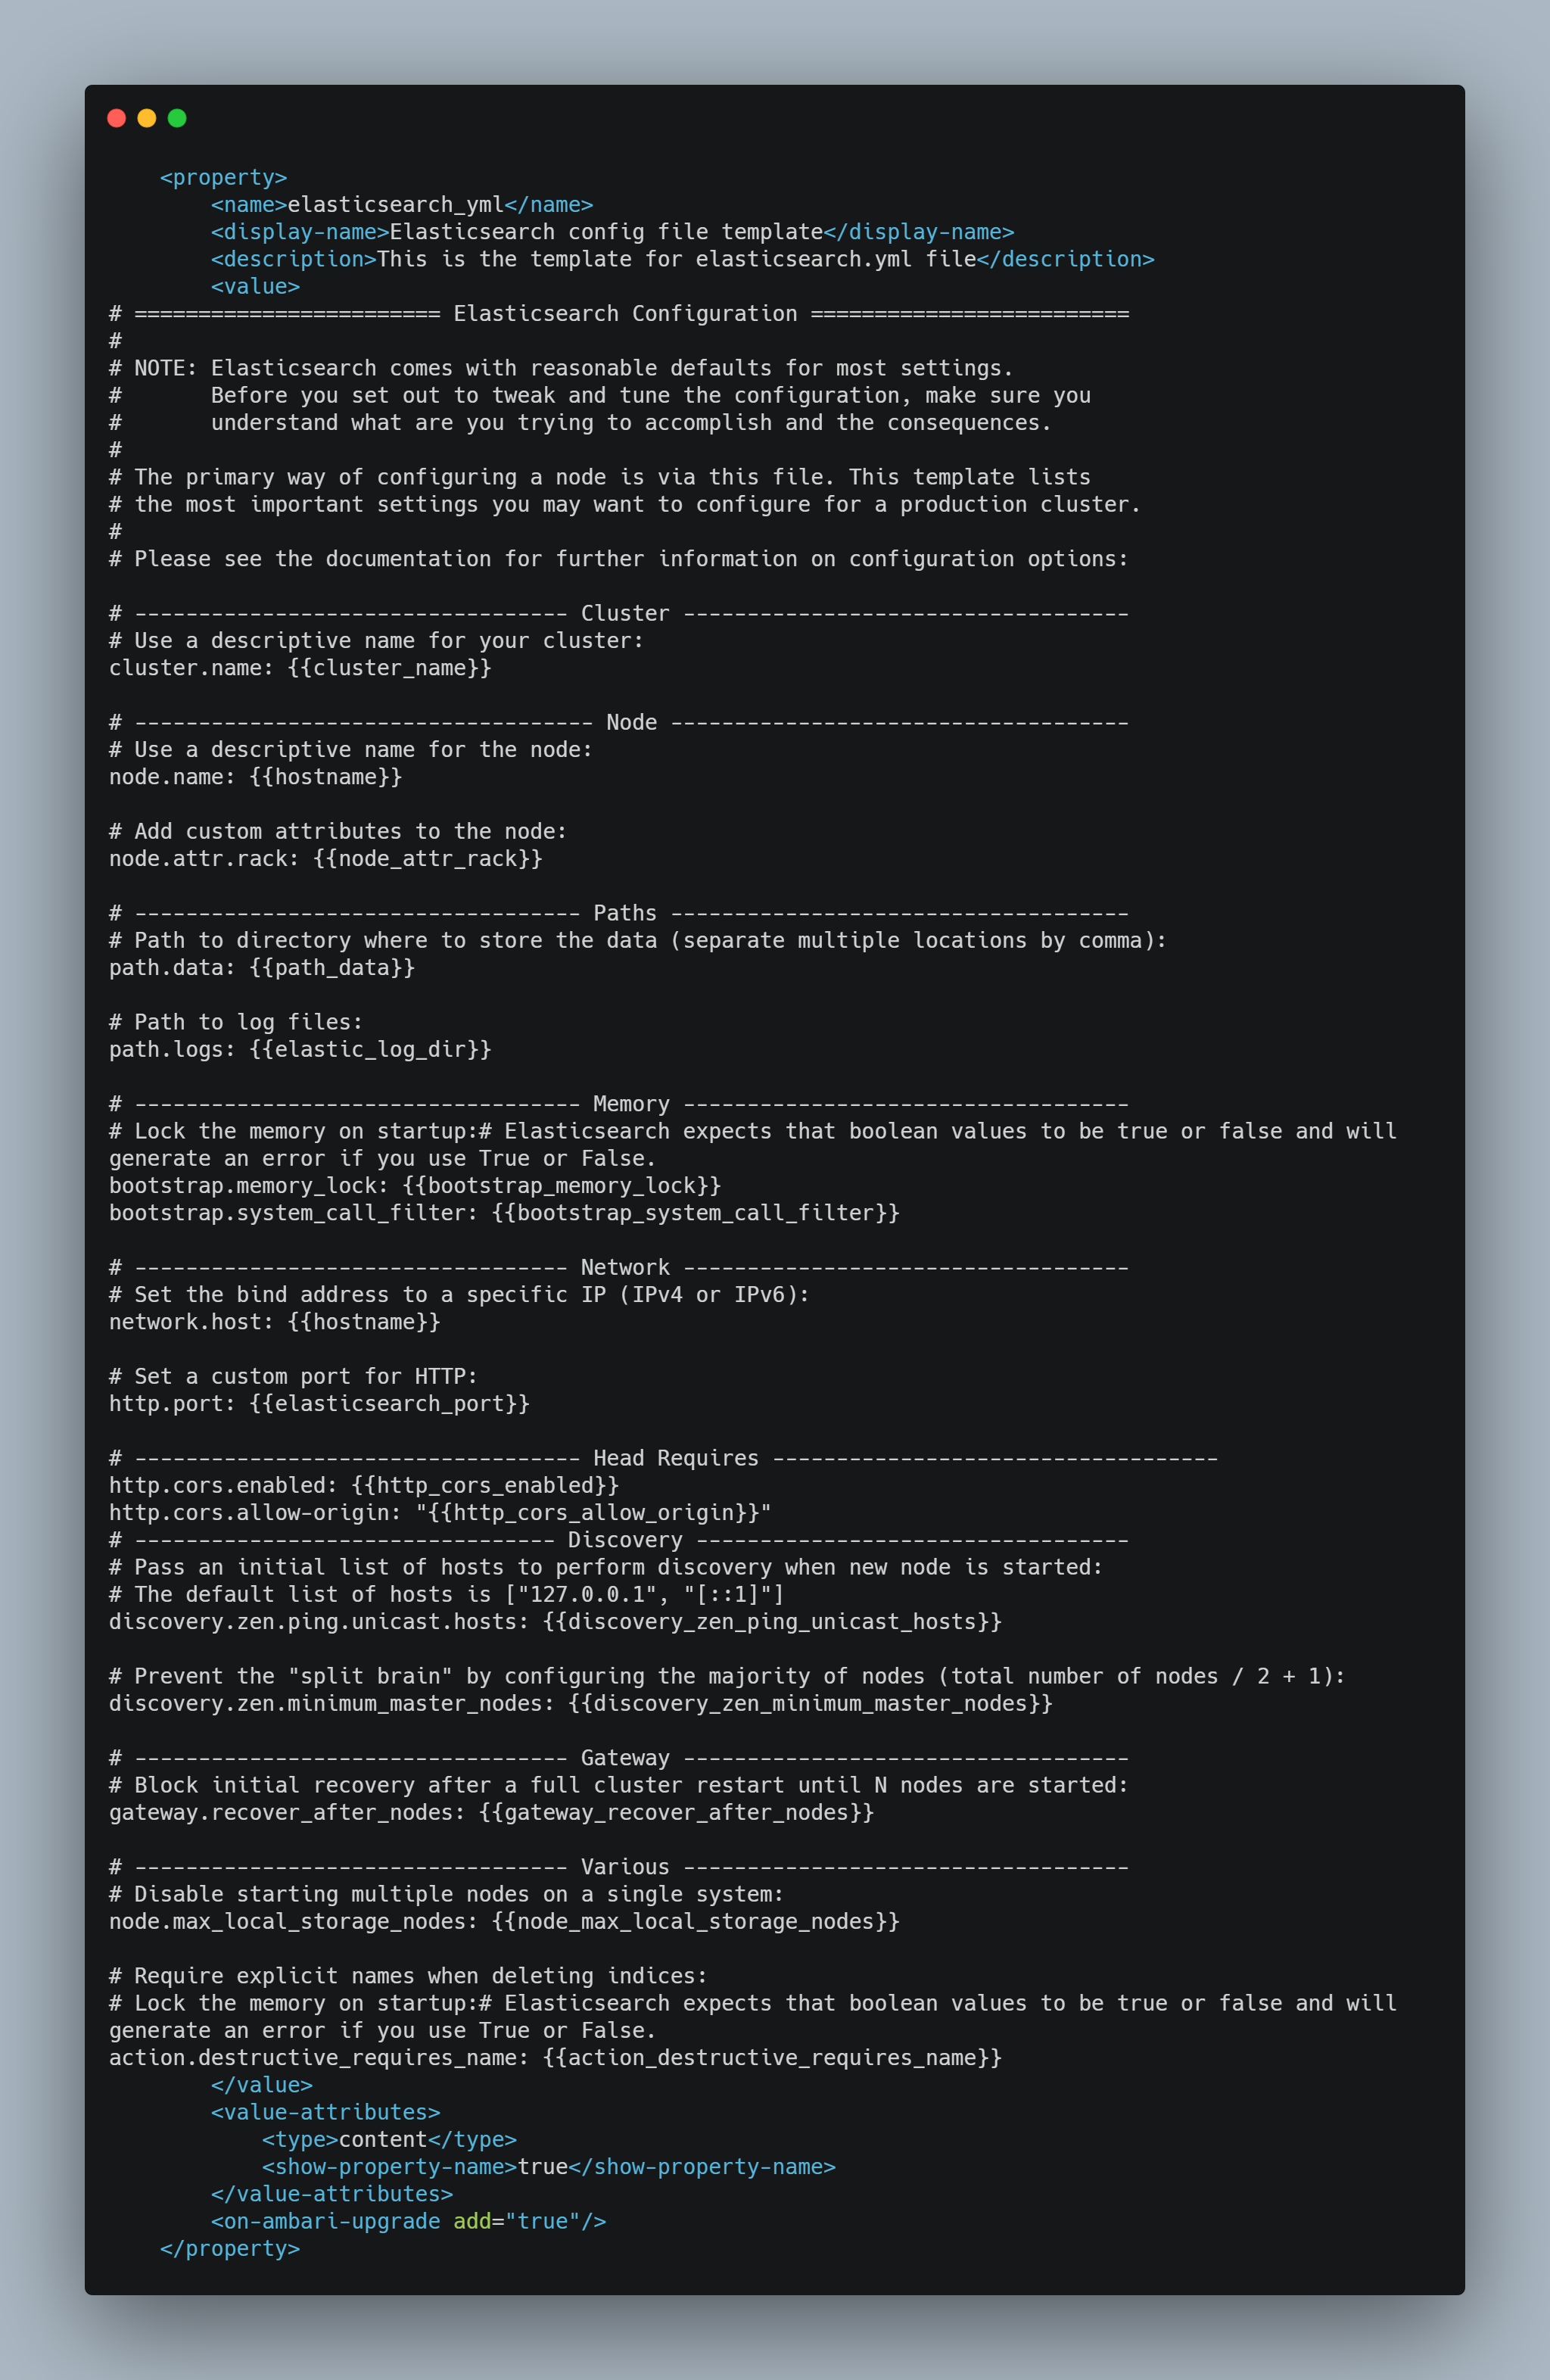 <property>
        <name>elasticsearch_yml</name>
        <display-name>Elasticsearch config file template</display-name>
        <description>This is the template for elasticsearch.yml file</description>
        <value>
# ======================== Elasticsearch Configuration =========================
#
# NOTE: Elasticsearch comes with reasonable defaults for most settings.
#       Before you set out to tweak and tune the configuration, make sure you
#       understand what are you trying to accomplish and the consequences.
#
# The primary way of configuring a node is via this file. This template lists
# the most important settings you may want to configure for a production cluster.
#
# Please see the documentation for further information on configuration options:

# ---------------------------------- Cluster -----------------------------------
# Use a descriptive name for your cluster:
cluster.name: {{cluster_name}}

# ------------------------------------ Node ------------------------------------
# Use a descriptive name for the node:
node.name: {{hostname}}

# Add custom attributes to the node:
node.attr.rack: {{node_attr_rack}}

# ----------------------------------- Paths ------------------------------------
# Path to directory where to store the data (separate multiple locations by comma):
path.data: {{path_data}}

# Path to log files:
path.logs: {{elastic_log_dir}}

# ----------------------------------- Memory -----------------------------------
# Lock the memory on startup:# Elasticsearch expects that boolean values to be true or false and will
generate an error if you use True or False.
bootstrap.memory_lock: {{bootstrap_memory_lock}}
bootstrap.system_call_filter: {{bootstrap_system_call_filter}}

# ---------------------------------- Network -----------------------------------
# Set the bind address to a specific IP (IPv4 or IPv6):
network.host: {{hostname}}

# Set a custom port for HTTP:
http.port: {{elasticsearch_port}}

# ----------------------------------- Head Requires -----------------------------------
http.cors.enabled: {{http_cors_enabled}}
http.cors.allow-origin: "{{http_cors_allow_origin}}"
# --------------------------------- Discovery ----------------------------------
# Pass an initial list of hosts to perform discovery when new node is started:
# The default list of hosts is ["127.0.0.1", "[::1]"]
discovery.zen.ping.unicast.hosts: {{discovery_zen_ping_unicast_hosts}}

# Prevent the "split brain" by configuring the majority of nodes (total number of nodes / 2 + 1):
discovery.zen.minimum_master_nodes: {{discovery_zen_minimum_master_nodes}}

# ---------------------------------- Gateway -----------------------------------
# Block initial recovery after a full cluster restart until N nodes are started:
gateway.recover_after_nodes: {{gateway_recover_after_nodes}}

# ---------------------------------- Various -----------------------------------
# Disable starting multiple nodes on a single system:
node.max_local_storage_nodes: {{node_max_local_storage_nodes}}

# Require explicit names when deleting indices:
# Lock the memory on startup:# Elasticsearch expects that boolean values to be true or false and will
generate an error if you use True or False.
action.destructive_requires_name: {{action_destructive_requires_name}}
        </value>
        <value-attributes>
            <type>content</type>
            <show-property-name>true</show-property-name>
        </value-attributes>
        <on-ambari-upgrade add="true"/>
    </property>